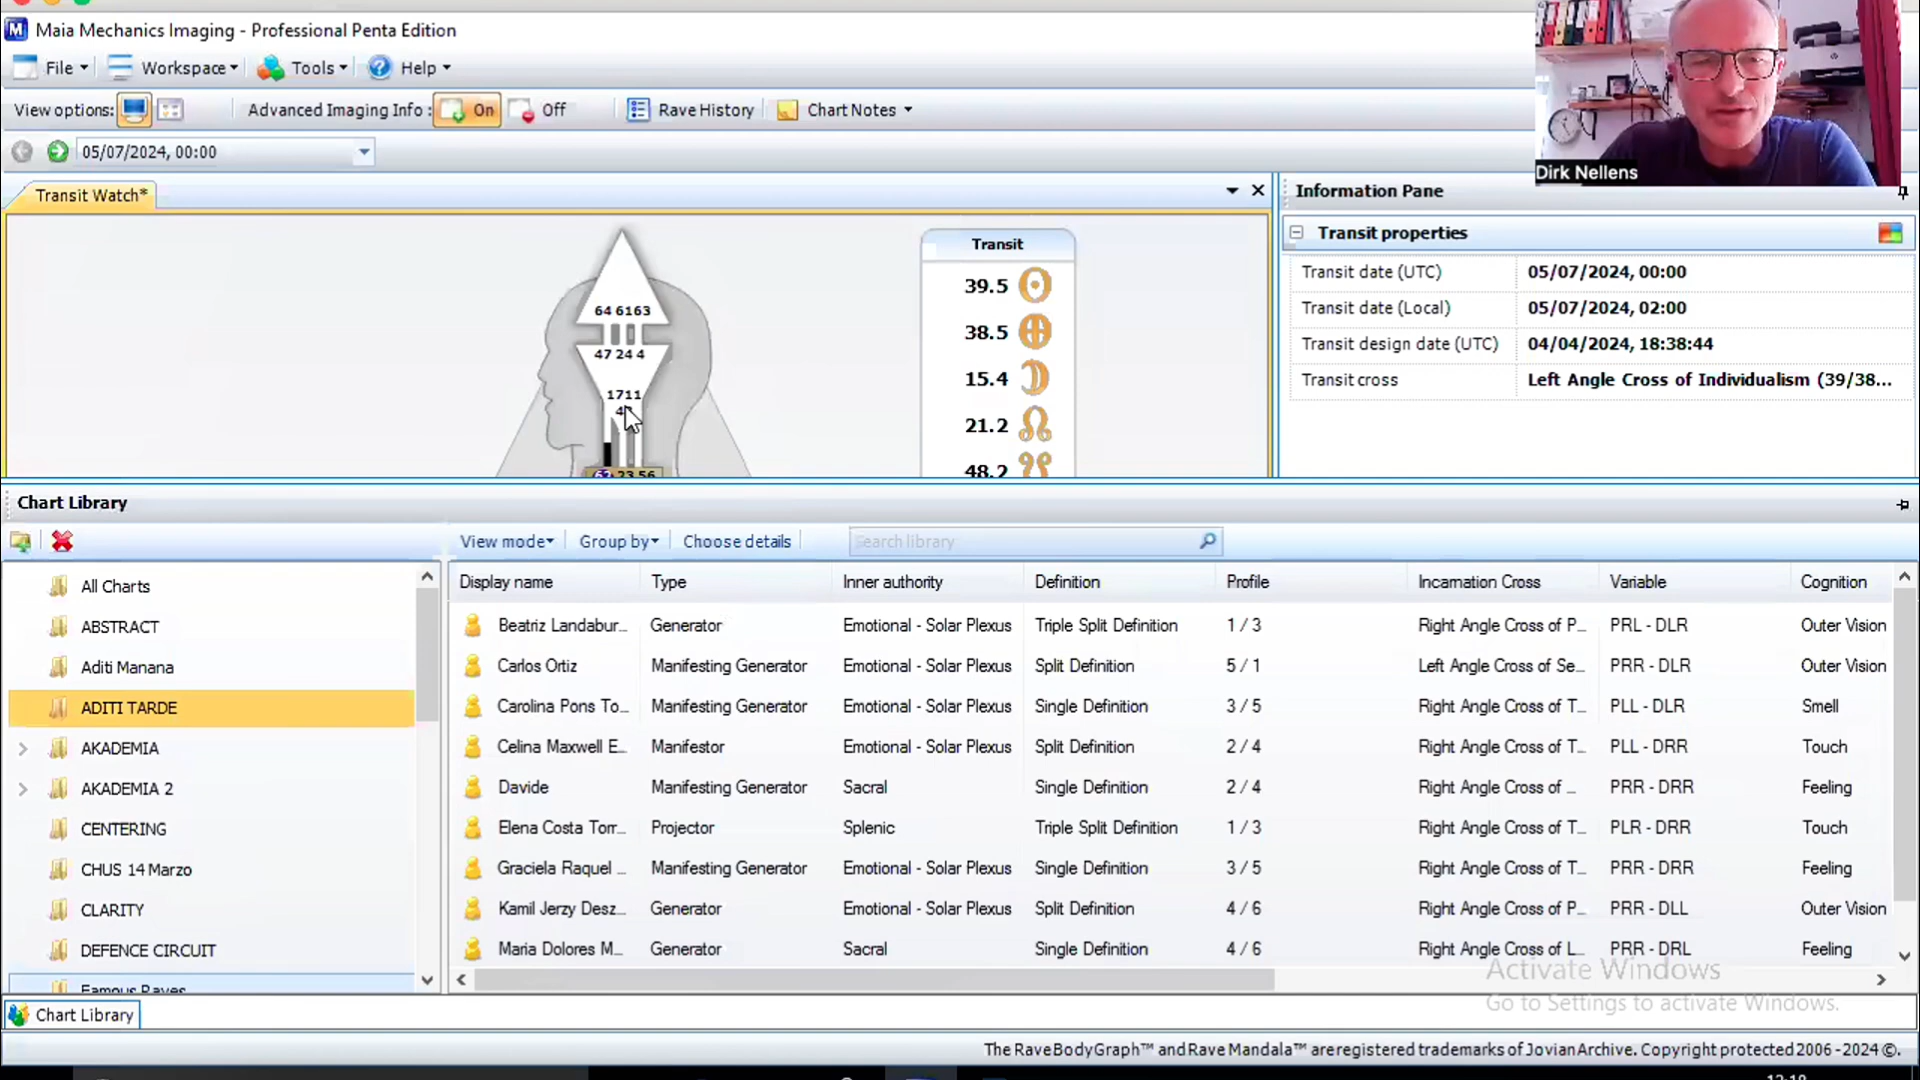 Maia Mechanics Imaging - Professional Penta Edition
File Workspace Tools Help
View options: Advanced Imaging Info : On Off Rave History Chart Notes
05/07/2024, 00:00
Dirk Nellens
Transit Watch*
Information Pane
Transit
Transit properties
39.5
38.5
15.4
21.2
48.2
64 61 63
47 24 4
17 11
62 23 56
Transit date (UTC) 05/07/2024, 00:00
Transit date (Local) 05/07/2024, 02:00
Transit design date (UTC) 04/04/2024, 18:38:44
Transit cross Left Angle Cross of Individualism (39/38...
Chart Library
View mode Group by Choose details Search library
All Charts
ABSTRACT
Aditi Manana
ADITI TARDE
AKADEMIA
AKADEMIA 2
CENTERING
CHUS 14 Marzo
CLARITY
DEFENCE CIRCUIT
Famous Raves
Display name Type Inner authority Definition Profile Incarnation Cross Variable Cognition
Beatriz Landabur... Generator Emotional - Solar Plexus Triple Split Definition 1 / 3 Right Angle Cross of P... PRL - DLR Outer Vision
Carlos Ortiz Manifesting Generator Emotional - Solar Plexus Split Definition 5 / 1 Left Angle Cross of Se... PRR - DLR Outer Vision
Carolina Pons To... Manifesting Generator Emotional - Solar Plexus Single Definition 3 / 5 Right Angle Cross of T... PLL - DLR Smell
Celina Maxwell E... Manifestor Emotional - Solar Plexus Split Definition 2 / 4 Right Angle Cross of T... PLL - DRR Touch
Davide Manifesting Generator Sacral Single Definition 2 / 4 Right Angle Cross of ... PRR - DRR Feeling
Elena Costa Torr... Projector Splenic Triple Split Definition 1 / 3 Right Angle Cross of T... PLR - DRR Touch
Graciela Raquel ... Manifesting Generator Emotional - Solar Plexus Single Definition 3 / 5 Right Angle Cross of T... PRR - DRR Feeling
Kamil Jerzy Desz... Generator Emotional - Solar Plexus Split Definition 4 / 6 Right Angle Cross of P... PRR - DLL Outer Vision
Maria Dolores M... Generator Sacral Single Definition 4 / 6 Right Angle Cross of L... PRR - DRL Feeling
Activate Windows
Go to Settings to activate Windows.
Chart Library
The RaveBodyGraph™ and Rave Mandala™ are registered trademarks of Jovian Archive. Copyright protected 2006 - 2024 ©.